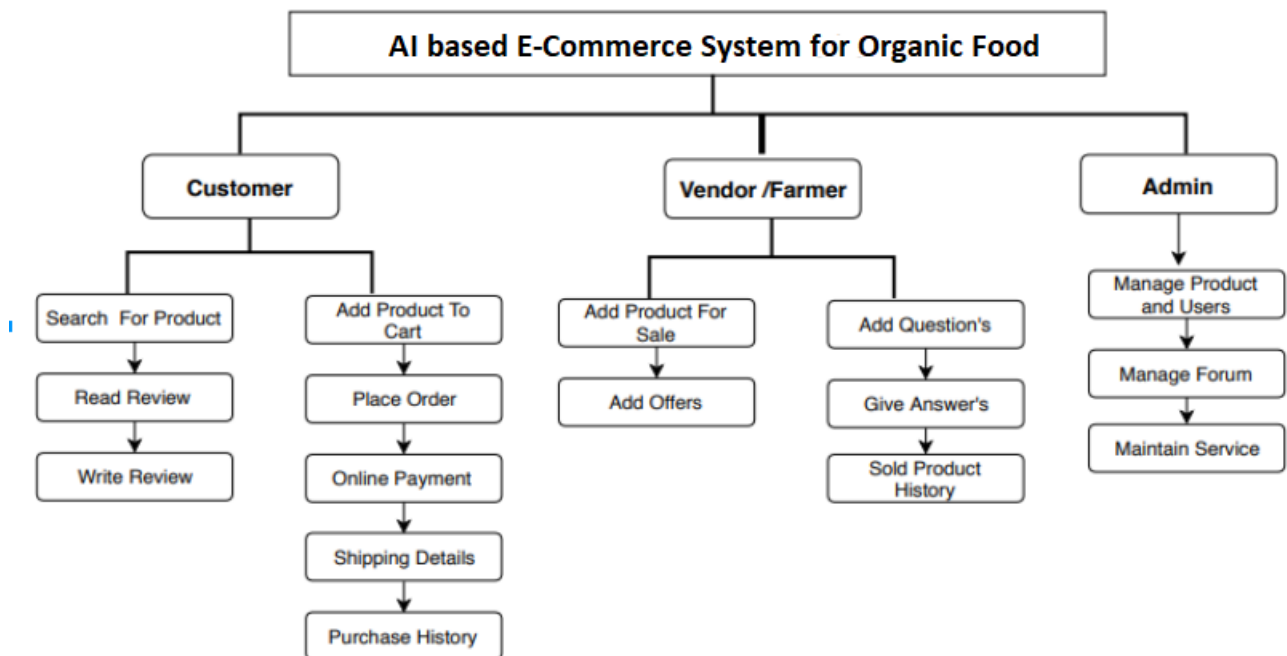 AI based E-Commerce System for Organic Food
Customer
Vendor /Farmer
Admin
Search For Product
Read Review
Write Review
Add Product To
Cart
Place Order
Online Payment
Shipping Details
Purchase History
Add Product For
Sale
Add Offers
Add Question's
Give Answer's
Sold Product
History
Manage Product
and Users
Manage Forum
Maintain Service